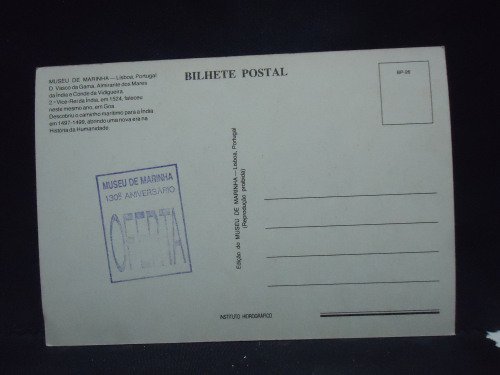 MUSEU DE MARINHA — Lisboa, Portugal
D. Vasco da Gama, Almirante dos Mares
da Índia e Conde da Vidigueira
2.º Vice-Rei da Índia, em 1524, faleceu
neste mesmo ano, em Goa
Descobriu o caminho marítimo para a Índia
em 1497-1499, abrindo uma nova era na
História da Humanidade
BILHETE POSTAL
MUSEU DE MARINHA
130º ANIVERSÁRIO
OFERTA
Edição do MUSEU DE MARINHA — Lisboa, Portugal
(Reprodução proibida)
INSTITUTO HIDROGRÁFICO